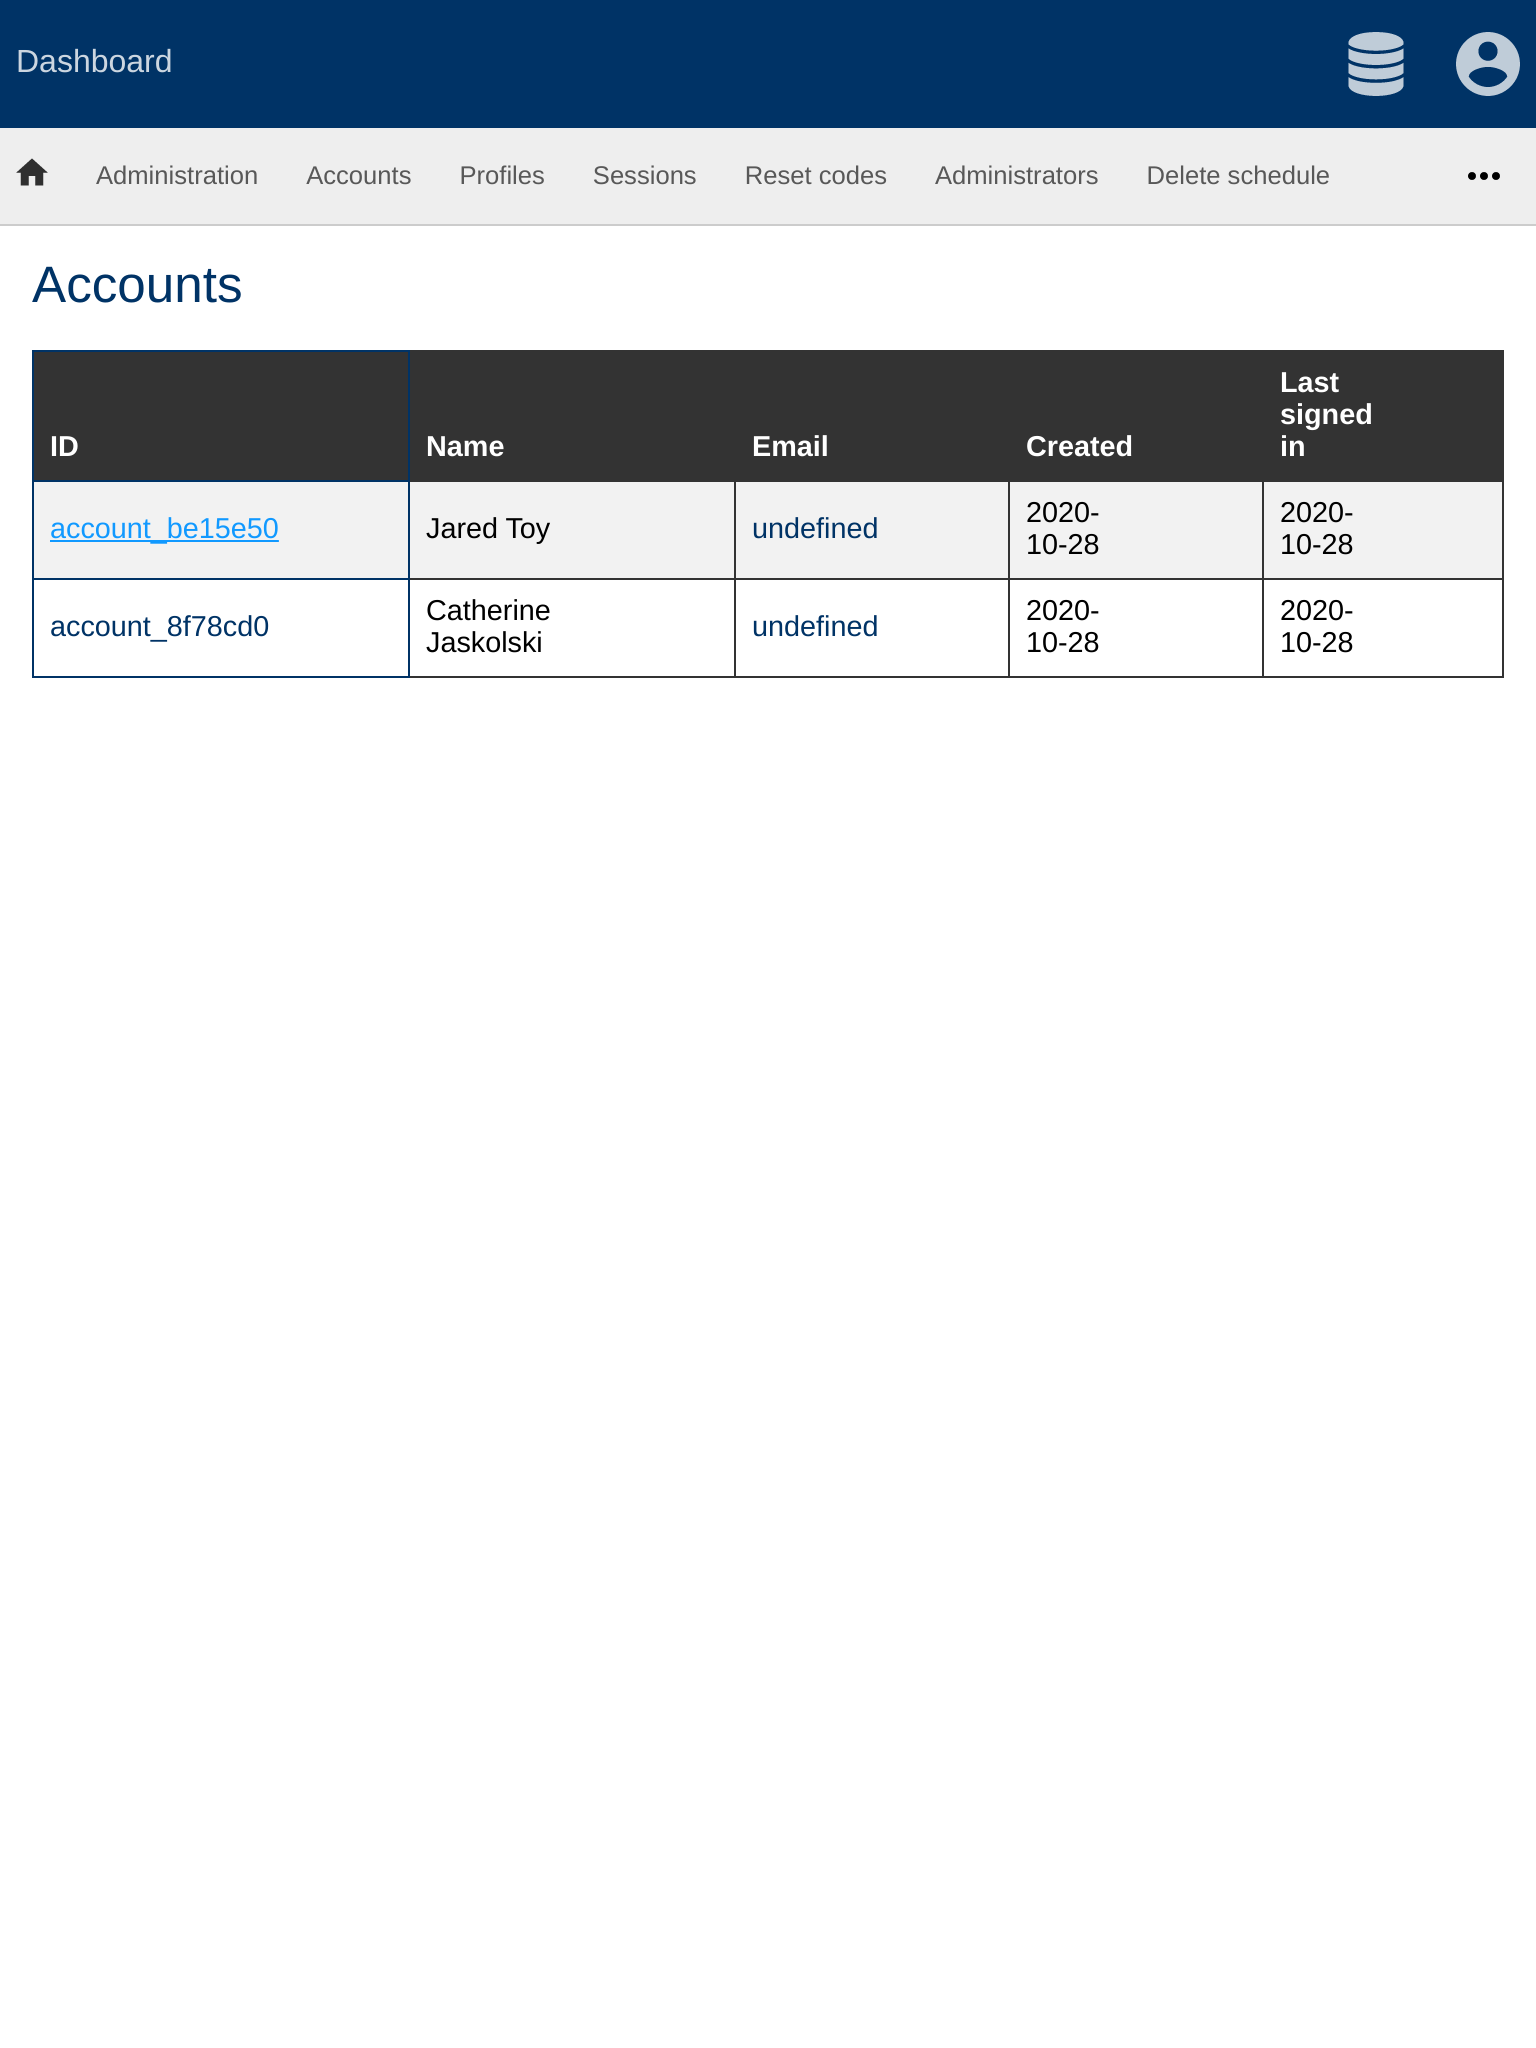 Dashboard
Administration Accounts Profiles Sessions Reset codes Administrators Delete schedule
Accounts
ID Name Email Created Last signed in
account_be15e50 Jared Toy undefined 2020-10-28 2020-10-28
account_8f78cd0 Catherine Jaskolski undefined 2020-10-28 2020-10-28